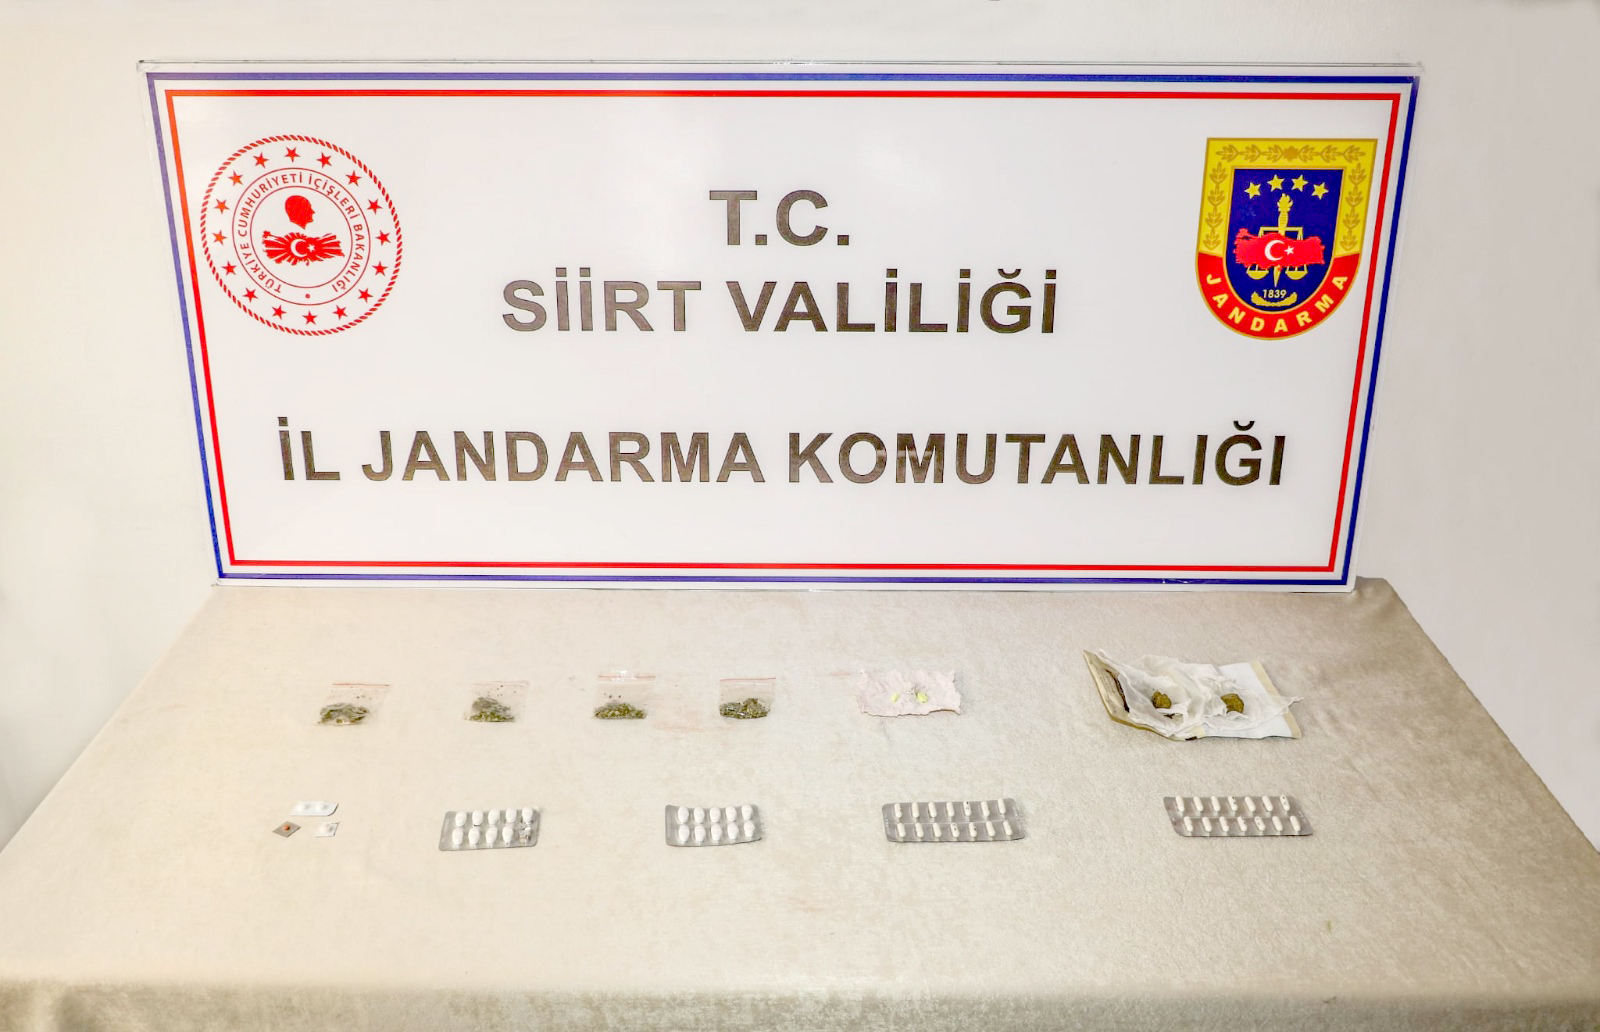 T.C.
SİİRT VALİLİĞİ
İL JANDARMA KOMUTANLIĞI
TÜRKİYE CUMHURİYETİ İÇİŞLERİ BAKANLIĞI
1839
JANDARMA